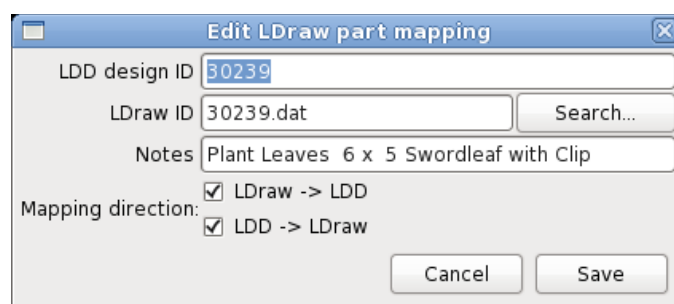 Edit LDraw part mapping
LDD design ID 30239
LDraw ID 30239.dat Search...
Notes Plant Leaves  6 x  5 Swordleaf with Clip
Mapping direction:
LDraw -> LDD
LDD -> LDraw
Cancel Save